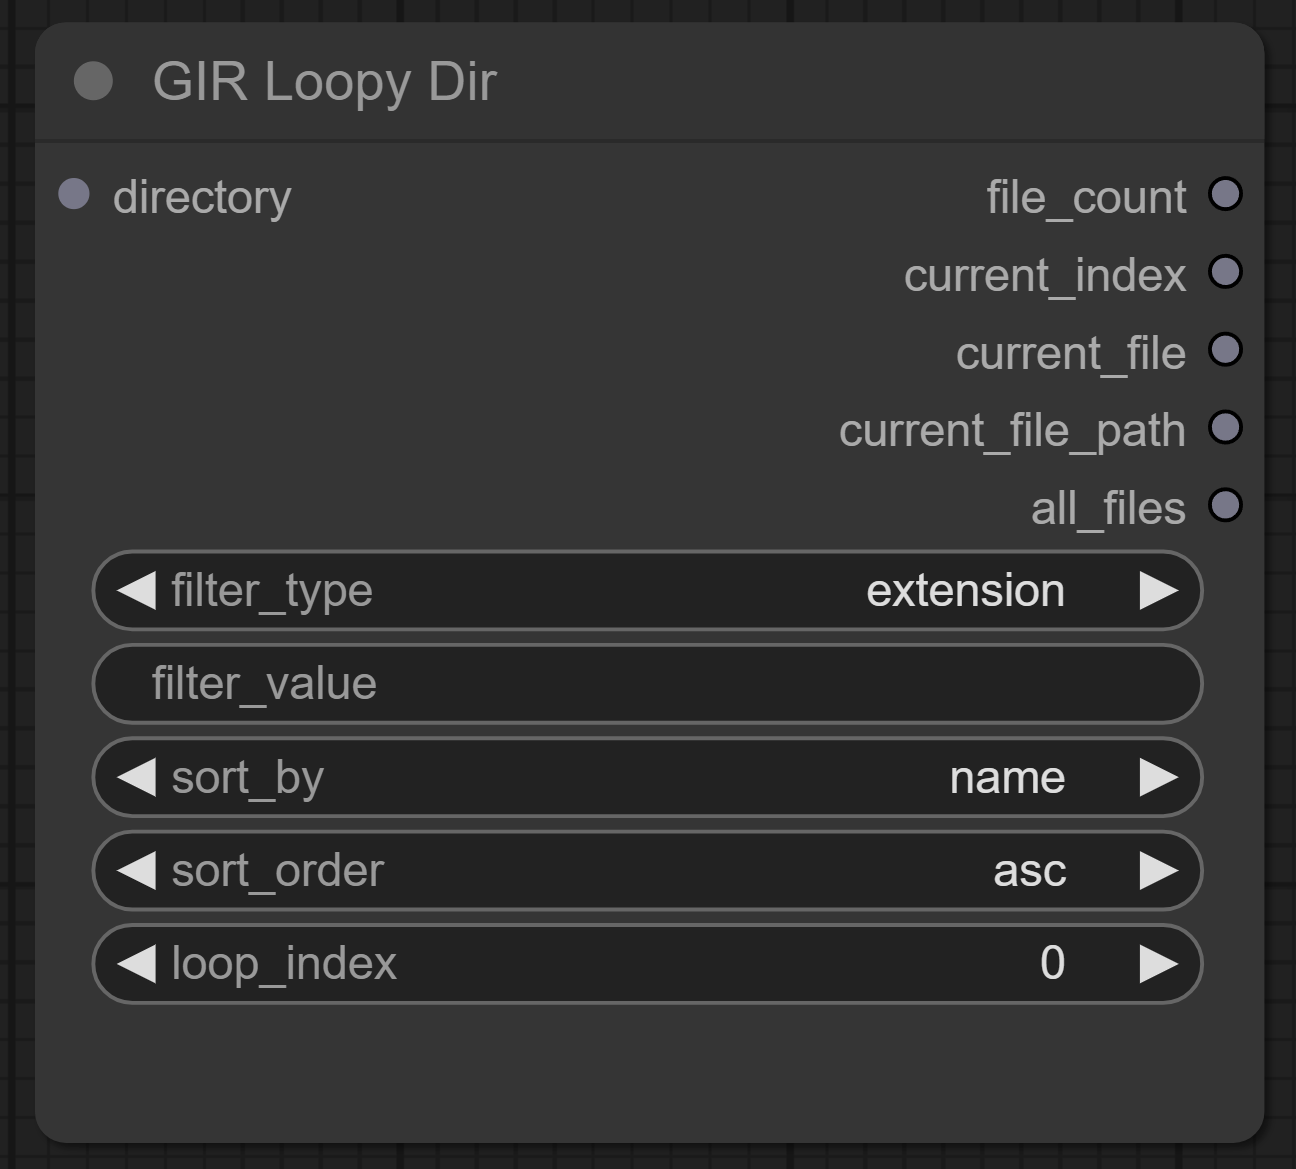 GIR Loopy Dir
directory file_count
current_index
current_file
current_file_path
all_files
filter_type extension
filter_value
sort_by name
sort_order asc
loop_index 0